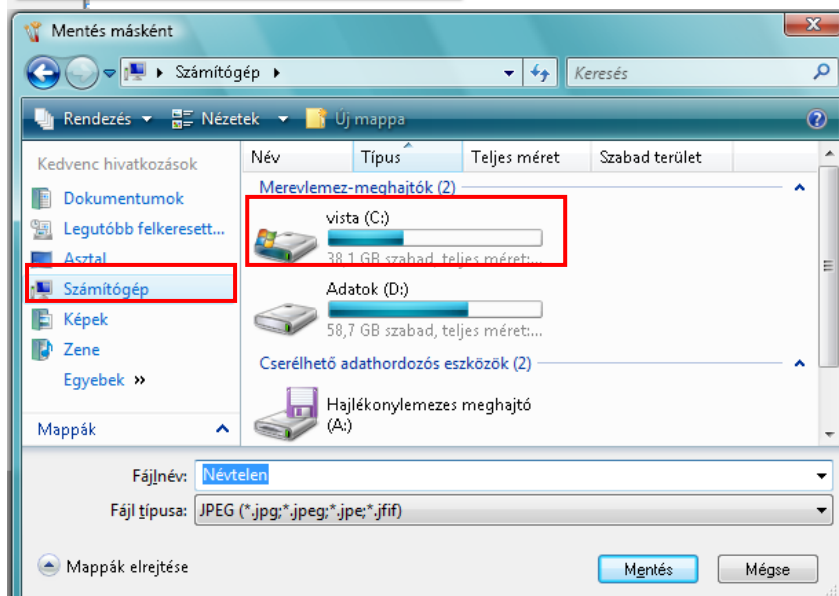 Mentés másként
Számítógép
Keresés
Rendezés Nézetek Új mappa
Kedvenc hivatkozások
Dokumentumok
Legutóbb felkeresett...
Asztal
Számítógép
Képek
Zene
Egyebek »
Mappák
Név Típus Teljes méret Szabad terület
Merevlemez-meghajtók (2)
vista (C:)
38,1 GB szabad, teljes méret:...
Adatok (D:)
58,7 GB szabad, teljes méret:...
Cserélhető adathordozós eszközök (2)
Hajlékonylemezes meghajtó
(A:)
Fájlnév: Névtelen
Fájl típusa: JPEG (*.jpg;*.jpeg;*.jpe;*.jfif)
Mappák elrejtése
Mentés Mégse